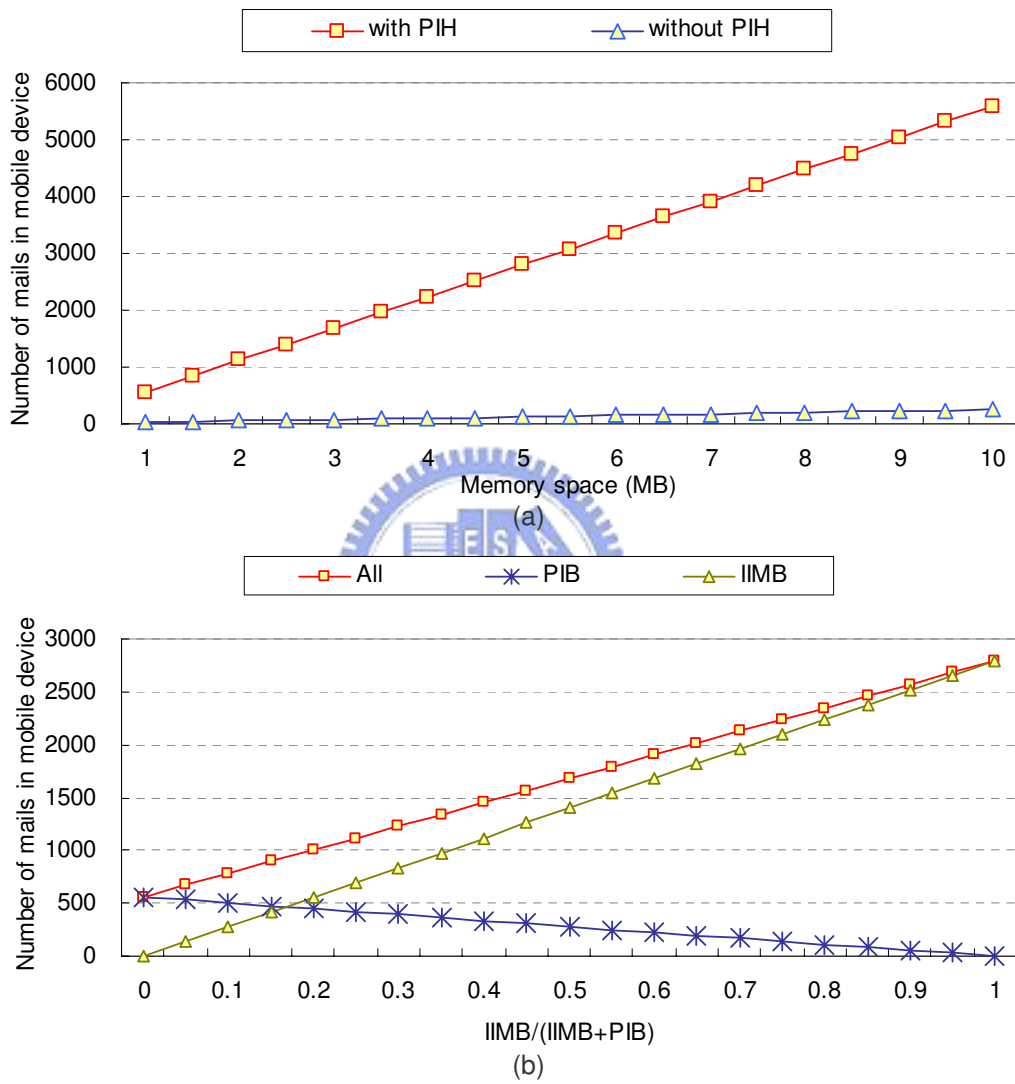 with PIH without PIH
Number of mails in mobile device
6000
5000
4000
3000
2000
1000
0
1 2 3 4 5 6 7 8 9 10
Memory space (MB)
(a)
E S A
All PIB IIMB
Number of mails in mobile device
3000
2500
2000
1500
1000
500
0
0 0.1 0.2 0.3 0.4 0.5 0.6 0.7 0.8 0.9 1
IIMB/(IIMB+PIB)
(b)